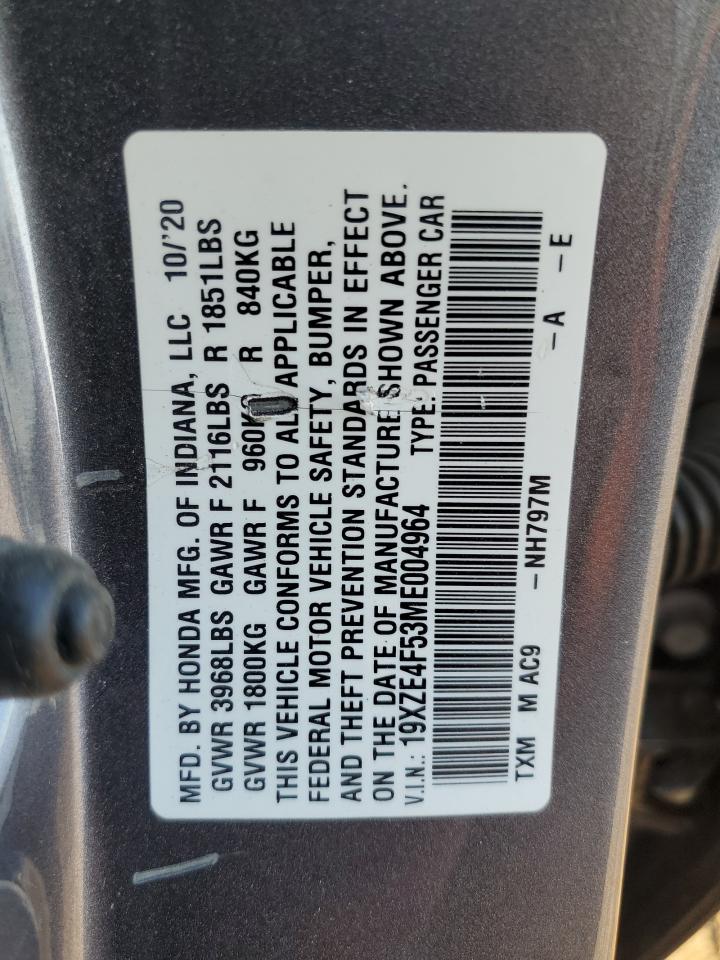 MFD. BY HONDA MFG. OF INDIANA, LLC 10/'20
GVWR 3968LBS GAWR F 2116LBS R 1851LBS
GVWR 1800KG GAWR F 960K R 840KG
THIS VEHICLE CONFORMS TO AL APPLICABLE
FEDERAL MOTOR VEHICLE SAFETY, BUMPER,
AND THEFT PREVENTION STANDARDS IN EFFECT
ON THE DATE OF MANUFACTURE SHOWN ABOVE.
V.I.N.: 19XZE4F53ME004964 TYPE: PASSENGER CAR
TXM M AC9 –NH797M –A –E